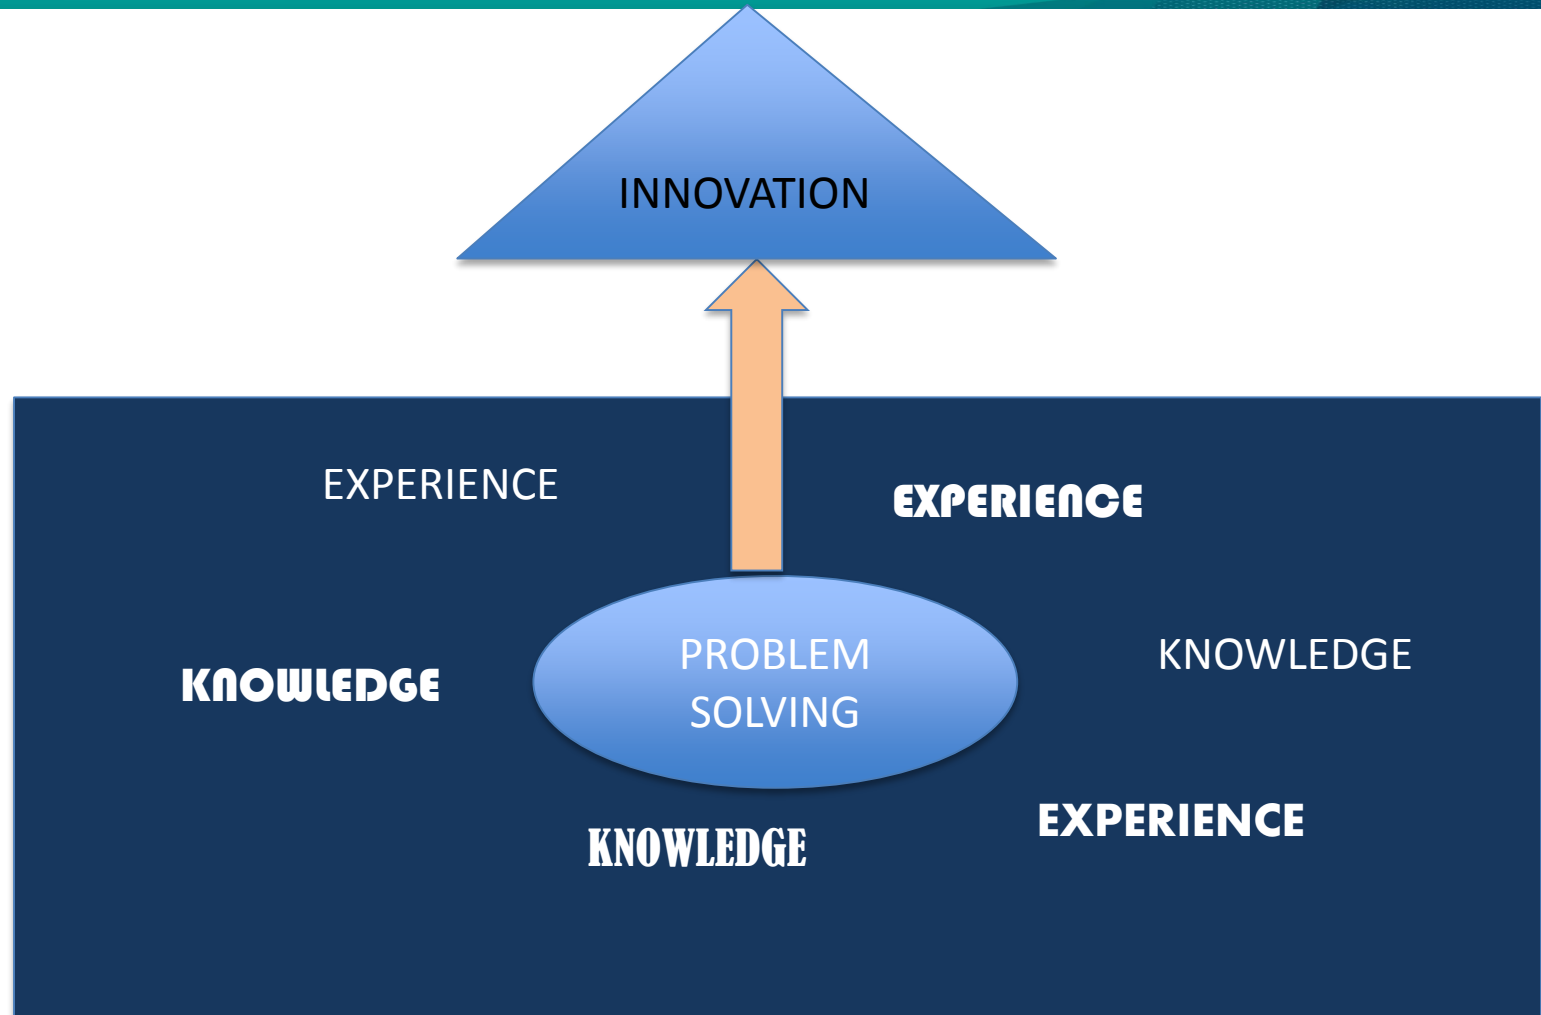 INNOVATION
EXPERIENCE
EXPERIENCE
PROBLEM
SOLVING
KNOWLEDGE
KNOWLEDGE
EXPERIENCE
KNOWLEDGE